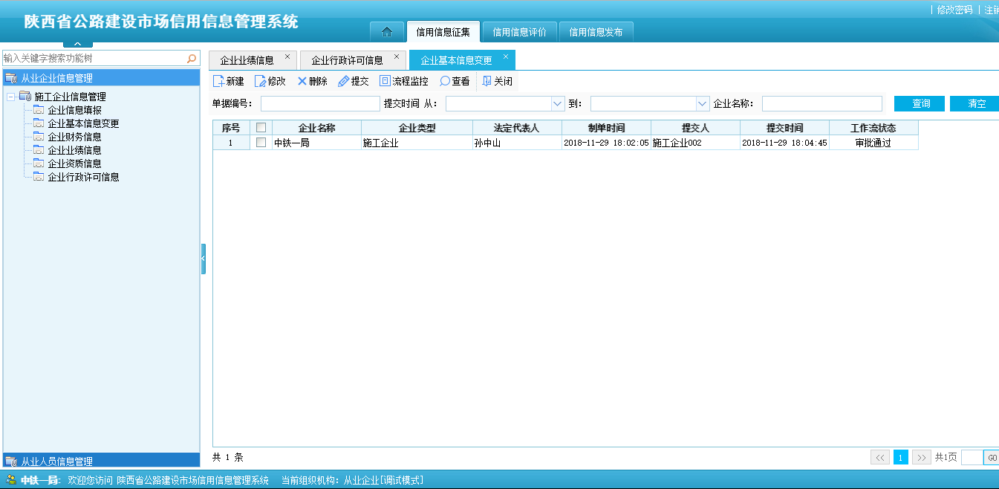 | 修改密码 |
陕西省公路建设市场信用信息管理系统
信用信息征集 信用信息评价 信用信息发布
输入关键字搜索功能树
企业业绩信息 × 企业行政许可信息 × 企业基本信息变更 ×
从业企业信息管理
新建 修改 删除 提交 流程监控 查看 关闭
施工企业信息管理
单据编号: 提交时间 从: 到: 企业名称: 查询 清空
企业信息填报
企业基本信息变更
企业财务信息
企业业绩信息
企业资质信息
企业行政许可信息
序号 企业名称 企业类型 法定代表人 制单时间 提交人 提交时间 工作流状态
1 中铁一局 施工企业 孙中山 2018-11-29 18:02:05 施工企业002 2018-11-29 18:04:45 审批通过
共 1 条 << 1 >> 共1页 GO
从业人员信息管理
中铁一局: 欢迎您访问 陕西省公路建设市场信用信息管理系统 当前组织机构: 从业企业[调试模式]